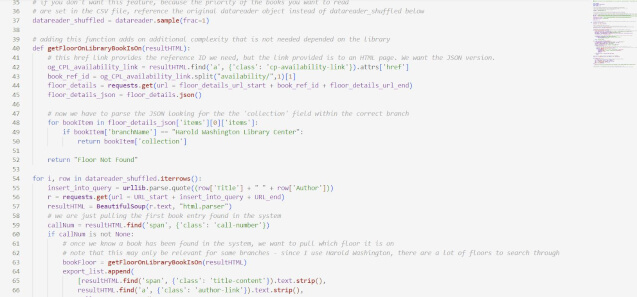 35 # if you don't want this feature, because the priority of the books you want to read
36 # are set in the CSV file, reference the original datareader object instead of datareader_shuffled below
37 datareader_shuffled = datareader.sample(frac=1)
38
39 # adding this function adds on additional complexity that is not needed depending on the library
40 def getFloorOnLibraryBookIsOn(resultHTML):
41 # this href link provides the reference ID we need, but the link provided is to an HTML page. We want the JSON version.
42 og_CPL_availability_link = resultHTML.find('a', {'class': 'cp-availability-link'}).attrs['href']
43 book_ref_id = og_CPL_availability_link.split("availability/",1)[1]
44 floor_details = requests.get(url = floor_details_url_start + book_ref_id + floor_details_url_end)
45 floor_details_json = floor_details.json()
46
47 # now we have to parse the JSON looking for the the 'collection' field within the correct branch
48 for bookItem in floor_details_json['items'][0]['items']:
49 if bookItem['branchName'] == "Harold Washington Library Center":
50 return bookItem['collection']
51
52 return "Floor Not Found"
53
54 for i, row in datareader_shuffled.iterrows():
55 insert_into_query = urllib.parse.quote((row['Title'] + " " + row['Author']))
56 r = requests.get(url = URL_start + insert_into_query + URL_end)
57 resultHTML = BeautifulSoup(r.text, "html.parser")
58 # we are just pulling the first book entry found in the system
59 callNum = resultHTML.find('span', {'class': 'call-number'})
60 if callNum is not None:
61 # once we know a book has been found in the system, we want to pull which floor it is on
62 # note that this may only be relevant for some branches - since I use Harold Washington, there are a lot of floors to search through
63 bookFloor = getFloorOnLibraryBookIsOn(resultHTML)
64 export_list.append(
65 [resultHTML.find('span', {'class': 'title-content'}).text.strip(),
66 resultHTML.find('a', {'class': 'author-link'}).text.strip(),